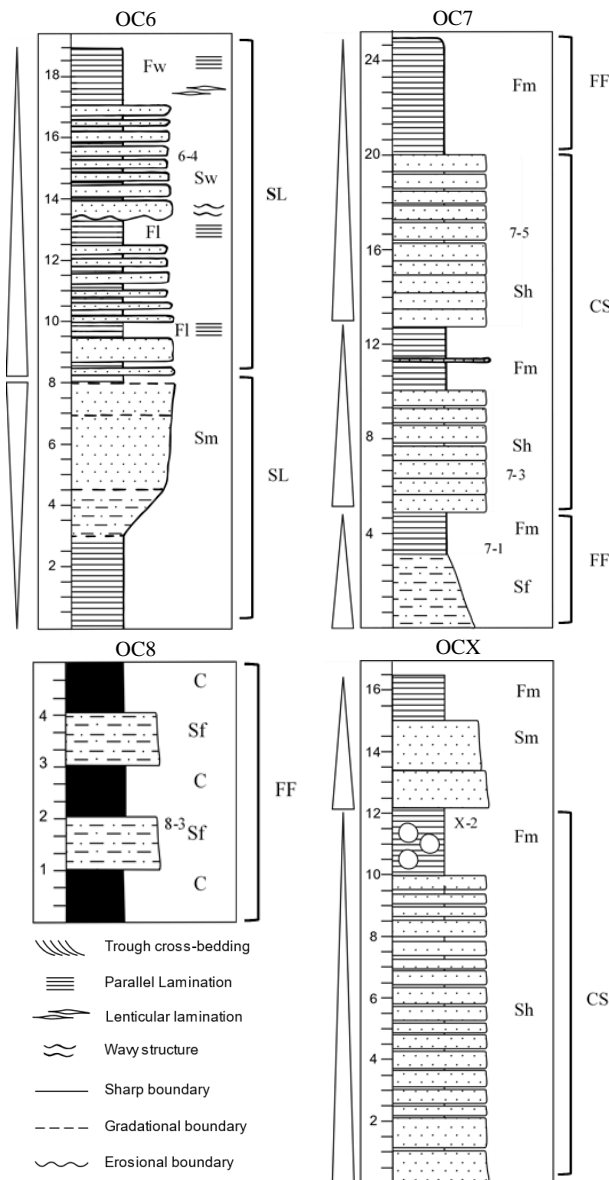 OC6
18
16
14
12
10
8
6
4
2
Fw
6-4
Sw
Fl
Fl
Sm
SL
SL
OC7
24
20
16
12
8
4
Fm
7-5
Sh
Fm
Sh
7-3
Fm
7-1
Sf
FF
CS
FF
OC8
4
3
2
1
C
Sf
C
8-3
Sf
C
FF
OCX
16
14
12
10
8
6
4
2
Fm
Sm
X-2
Fm
Sh
CS
Trough cross-bedding
Parallel Lamination
Lenticular lamination
Wavy structure
Sharp boundary
Gradational boundary
Erosional boundary